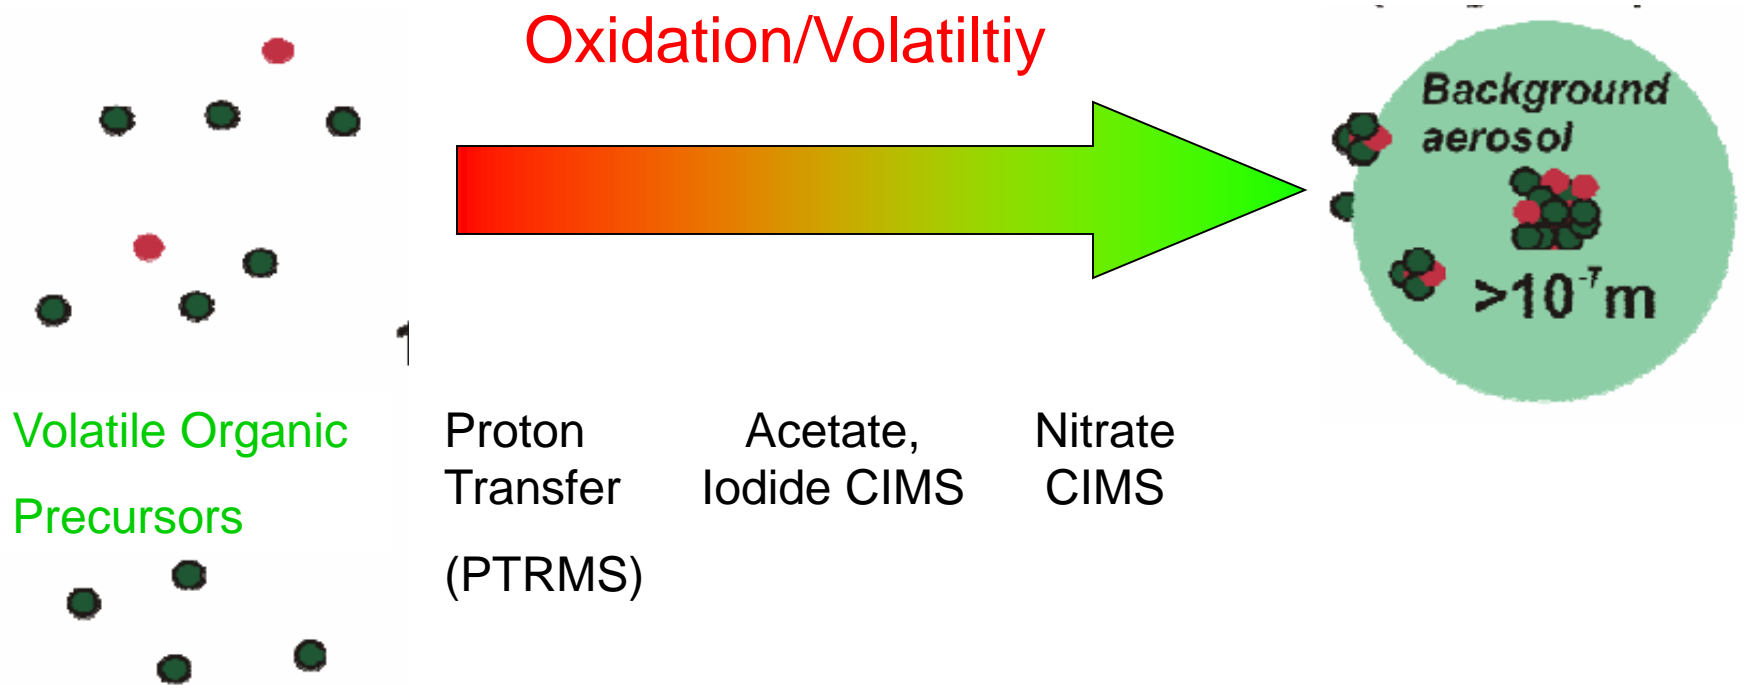 Oxidation/Volatiltiy
Background
aerosol
>10⁻⁷m
Volatile Organic
Precursors
Proton
Transfer
(PTRMS)
Acetate,
Iodide CIMS
Nitrate
CIMS